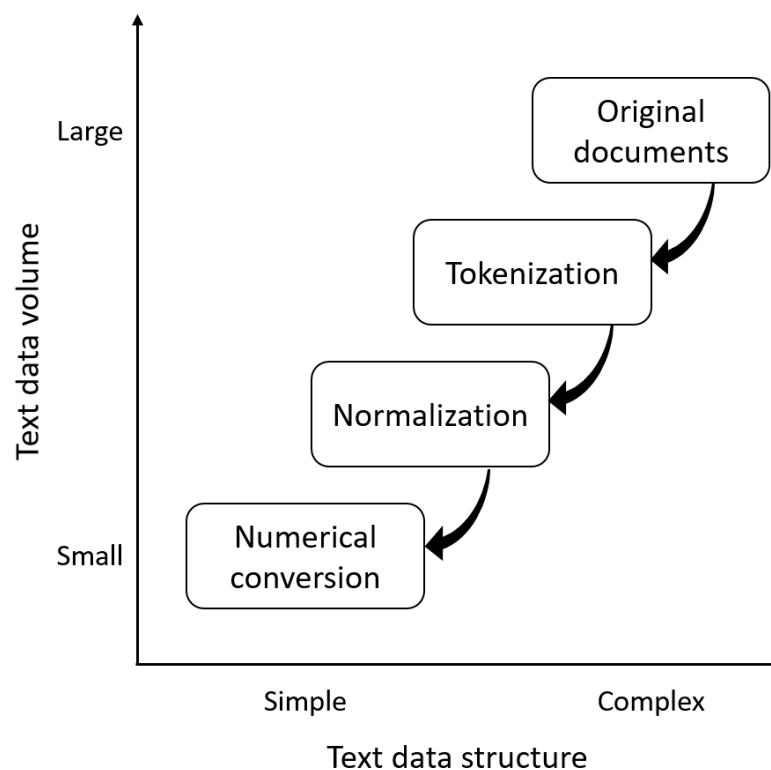 Large
Original
documents
Tokenization
Text data volume
Normalization
Small
Numerical
conversion
Simple
Complex
Text data structure